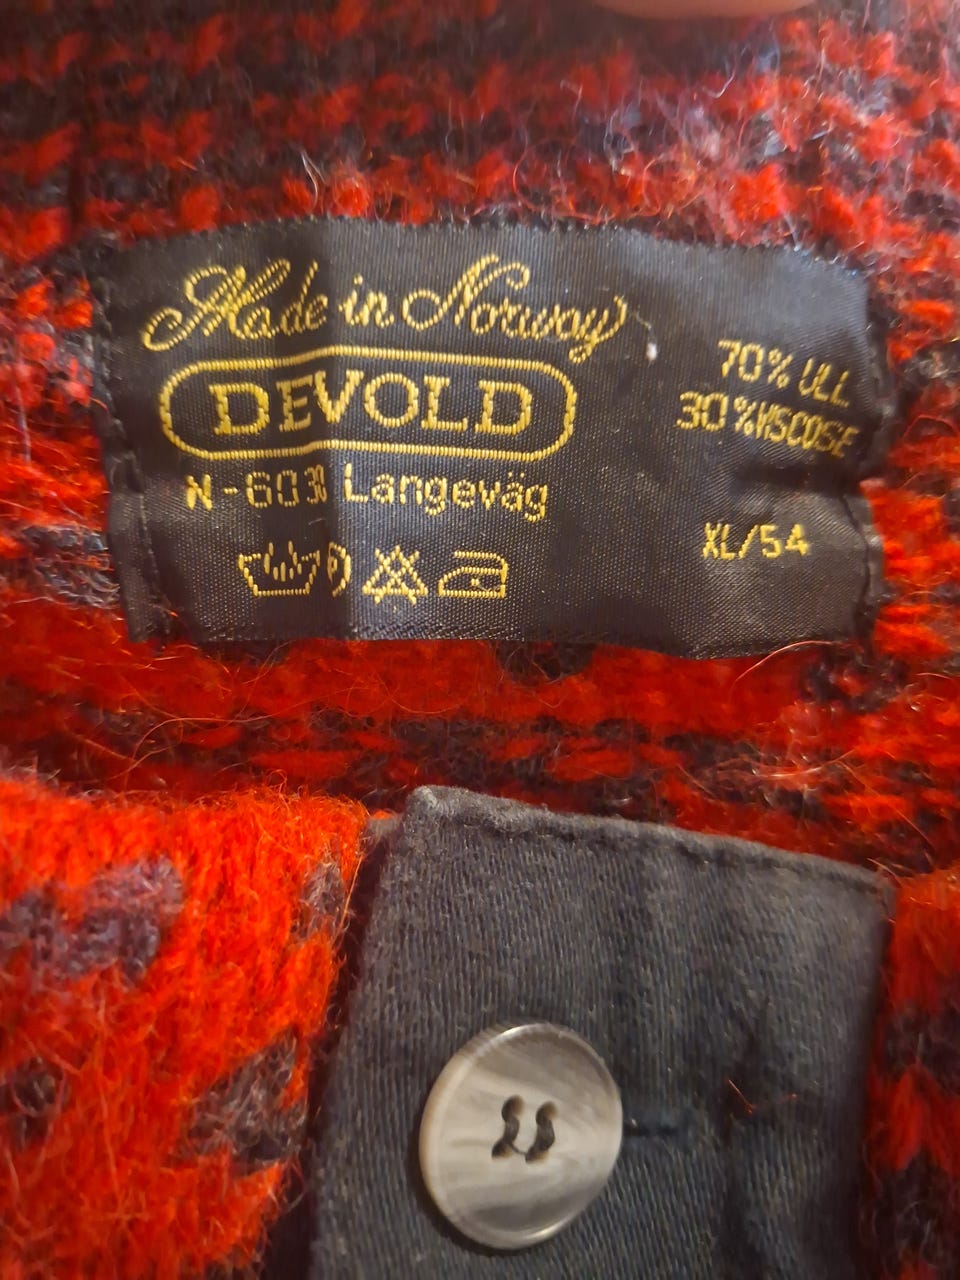 Made in Norway
DEVOLD
N-6030 Langevåg
70% ULL
30% VISCOSE
XL/54
P